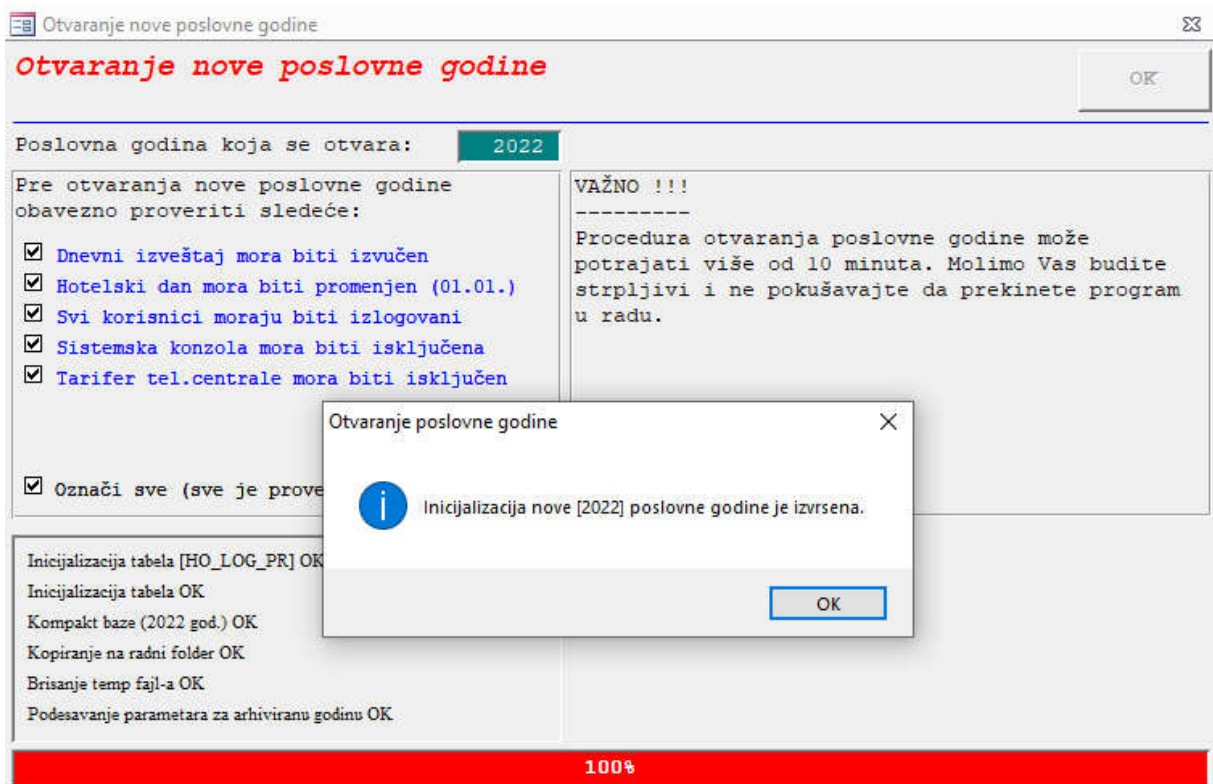 Otvaranje nove poslovne godine
Otvaranje nove poslovne godine
OK
Poslovna godina koja se otvara: 2022
Pre otvaranja nove poslovne godine
obavezno proveriti sledeće:
Dnevni izveštaj mora biti izvučen
Hotelski dan mora biti promenjen (01.01.)
Svi korisnici moraju biti izlogovani
Sistemska konzola mora biti isključena
Tarifer tel.centrale mora biti isključen
Označi sve (sve je prove
VAŽNO !!!
---------
Procedura otvaranja poslovne godine može
potrajati više od 10 minuta. Molimo Vas budite
strpljivi i ne pokušavajte da prekinete program
u radu.
Otvaranje poslovne godine
Inicijalizacija nove [2022] poslovne godine je izvrsena.
OK
Inicijalizacija tabela [HO_LOG_PR] OK
Inicijalizacija tabela OK
Kompakt baze (2022 god.) OK
Kopiranje na radni folder OK
Brisanje temp fajl-a OK
Podesavanje parametara za arhiviranu godinu OK
100%